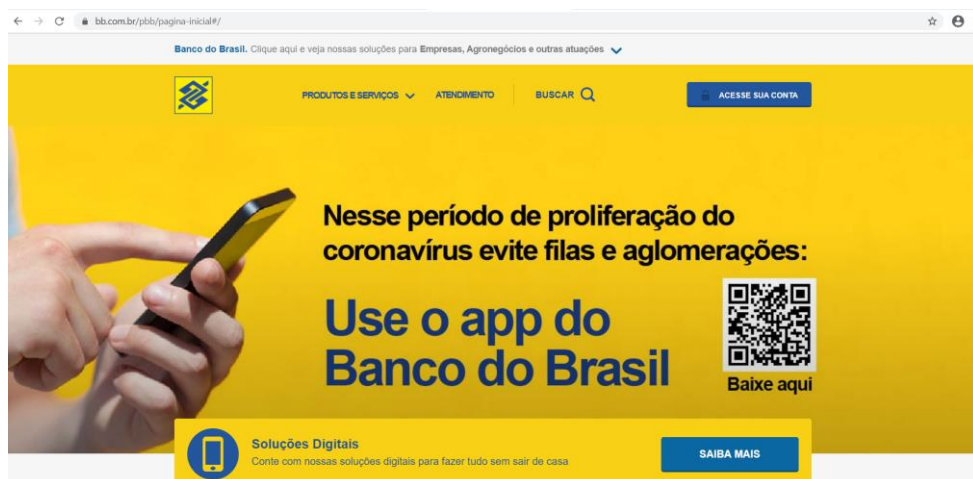 bb.com.br/pbb/pagina-inicial#/
Banco do Brasil. Clique aqui e veja nossas soluções para Empresas, Agronegócios e outras atuações
PRODUTOS E SERVIÇOS
ATENDIMENTO
BUSCAR
ACESSE SUA CONTA
Nesse período de proliferação do
coronavírus evite filas e aglomerações:
Use o app do
Banco do Brasil
Baixe aqui
Soluções Digitais
Conte com nossas soluções digitais para fazer tudo sem sair de casa
SAIBA MAIS